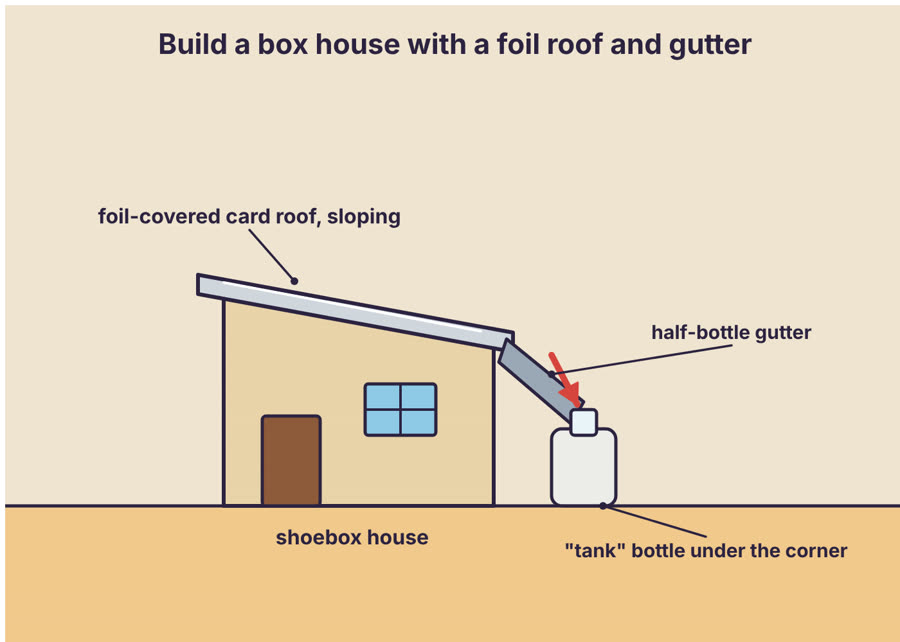 Build a box house with a foil roof and gutter
foil-covered card roof, sloping
half-bottle gutter
shoebox house
"tank" bottle under the corner